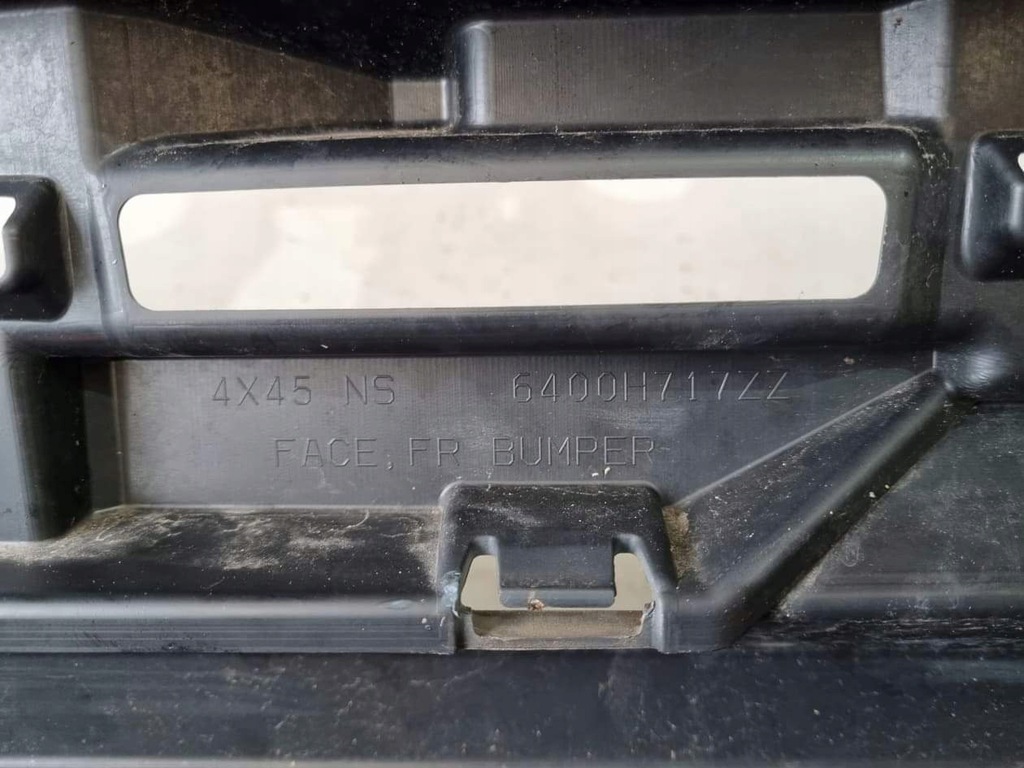 4X45 NS 6400H717ZZ
FACE, FR BUMPER